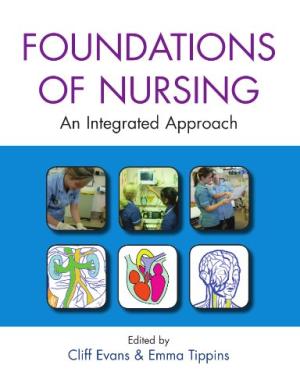 FOUNDATIONS
OF NURSING
An Integrated Approach
Edited by
Cliff Evans & Emma Tippins